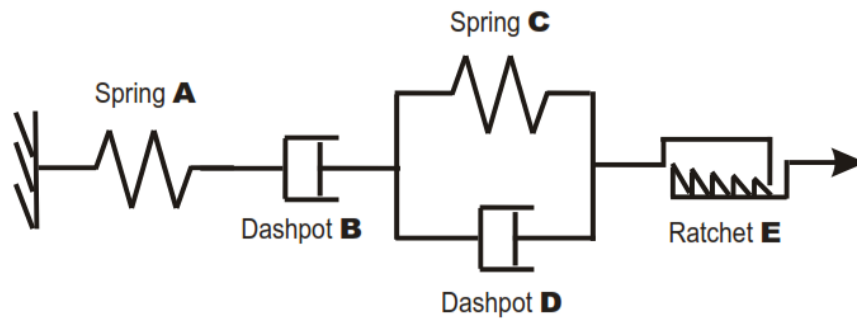 Spring C
Spring A
Dashpot B
Ratchet E
Dashpot D